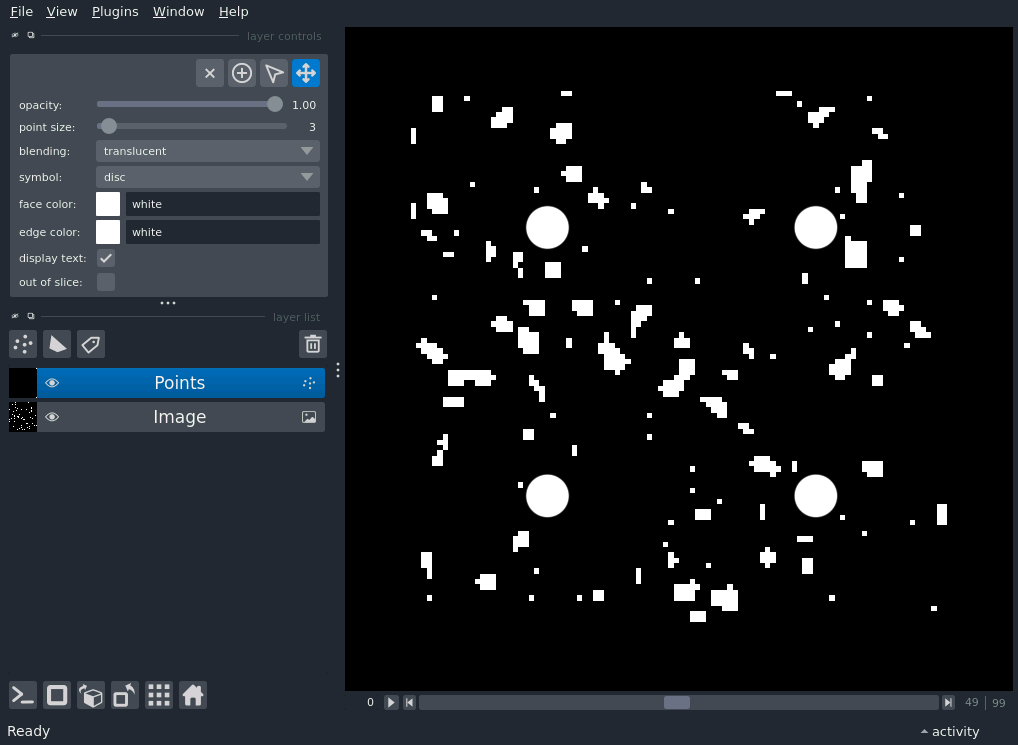 File View Plugins Window Help
layer controls
opacity: 1.00
point size: 3
blending: translucent
symbol: disc
face color: white
edge color: white
display text:
out of slice:
layer list
Points
Image
0 49 99
Ready activity